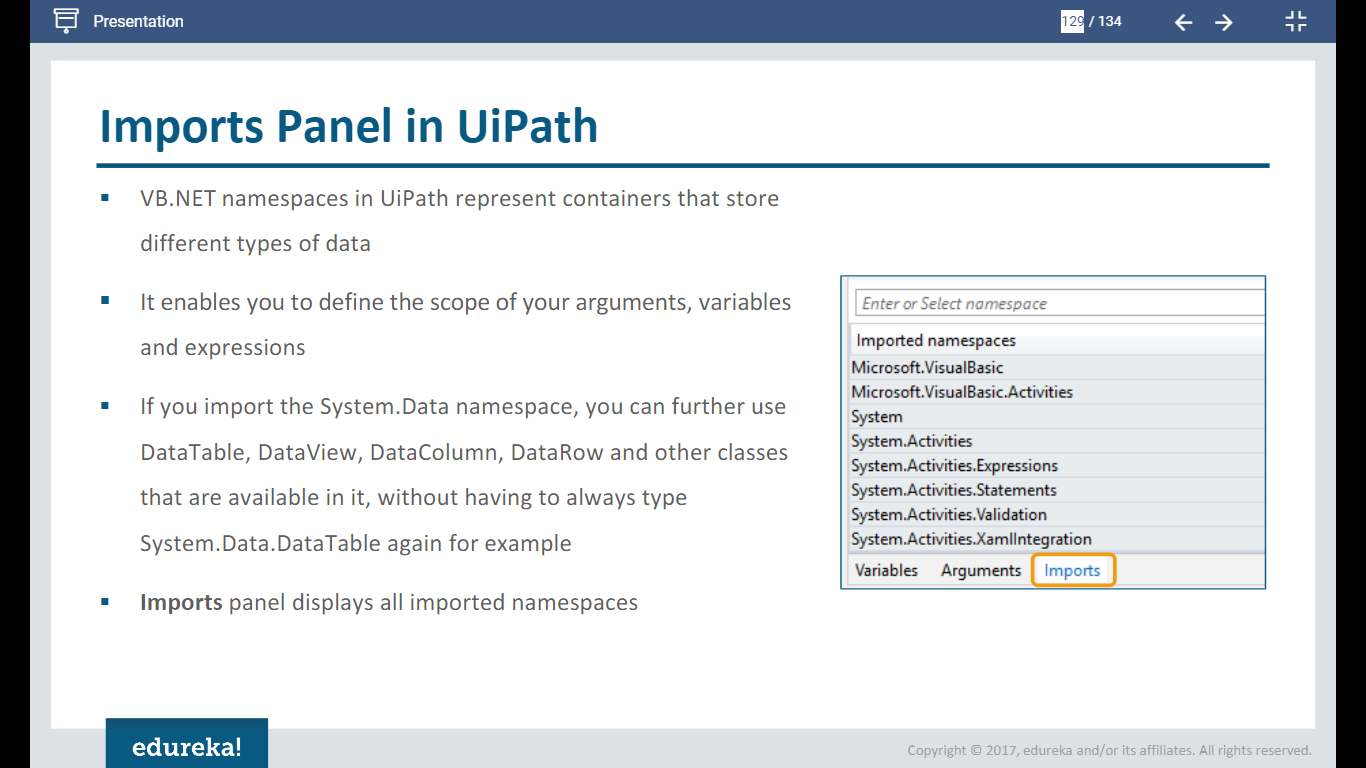 Presentation
129 / 134
Imports Panel in UiPath
VB.NET namespaces in UiPath represent containers that store
different types of data
It enables you to define the scope of your arguments, variables
and expressions
If you import the System.Data namespace, you can further use
DataTable, DataView, DataColumn, DataRow and other classes
that are available in it, without having to always type
System.Data.DataTable again for example
Imports panel displays all imported namespaces
Enter or Select namespace
Imported namespaces
Microsoft.VisualBasic
Microsoft.VisualBasic.Activities
System
System.Activities
System.Activities.Expressions
System.Activities.Statements
System.Activities.Validation
System.Activities.XamlIntegration
Variables Arguments Imports
edureka!
Copyright © 2017, edureka and/or its affiliates. All rights reserved.